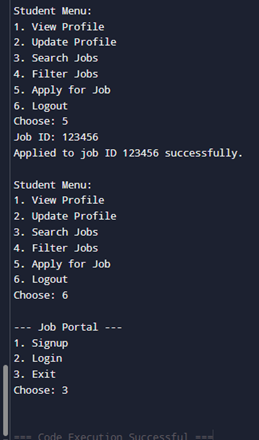 Student Menu:
1. View Profile
2. Update Profile
3. Search Jobs
4. Filter Jobs
5. Apply for Job
6. Logout
Choose: 5
Job ID: 123456
Applied to job ID 123456 successfully.
Student Menu:
1. View Profile
2. Update Profile
3. Search Jobs
4. Filter Jobs
5. Apply for Job
6. Logout
Choose: 6
--- Job Portal ---
1. Signup
2. Login
3. Exit
Choose: 3
=== Code Execution Successful ===